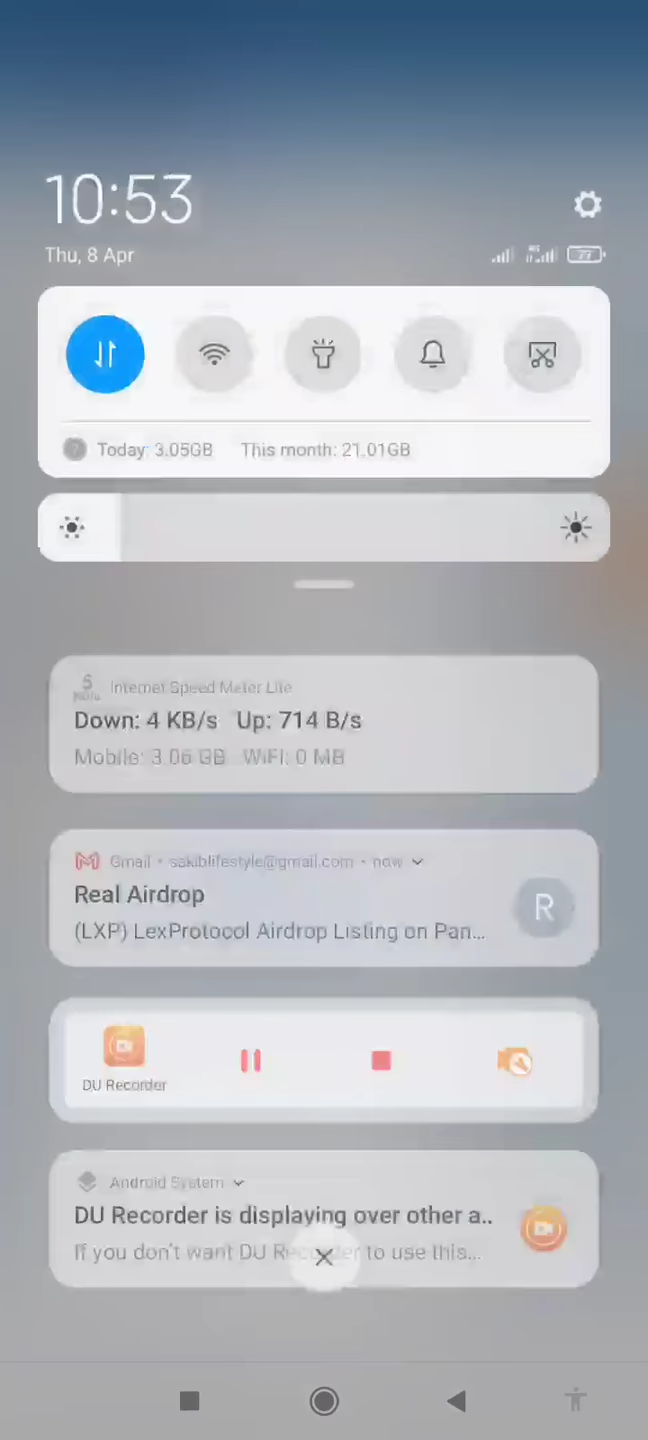 10:53
Thu, 8 Apr
Today: 3.05GB This month: 21.01GB
Internet Speed Meter Lite
Down: 4 KB/s Up: 714 B/s
Mobile: 3.06 GB WiFi: 0 MB
Gmail • sakiblifestyle@gmail.com • now
Real Airdrop
(LXP) LexProtocol Airdrop Listing on Pan...
R
DU Recorder
Android System
DU Recorder is displaying over other a..
If you don't want DU Recorder to use this...